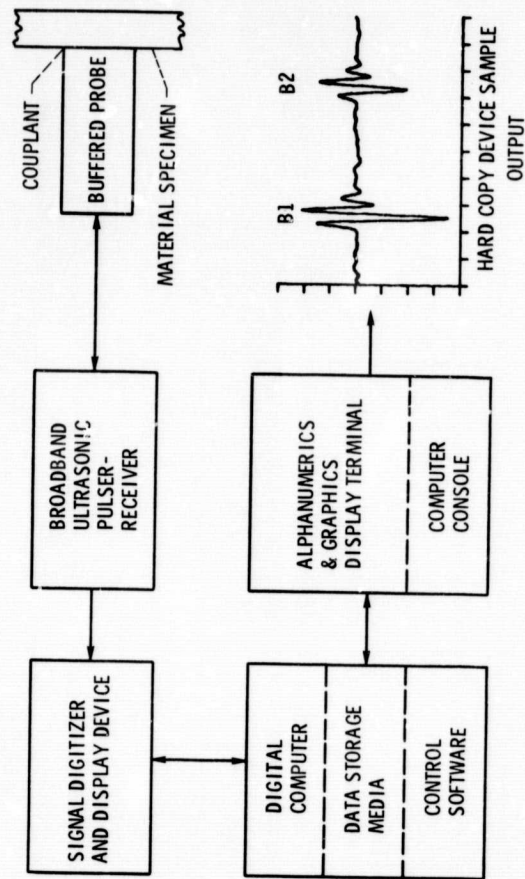 COUPLANT
BUFFERED PROBE
MATERIAL SPECIMEN
BROADBAND
ULTRASONIC
PULSER-
RECEIVER
SIGNAL DIGITIZER
AND DISPLAY DEVICE
DIGITAL
COMPUTER
DATA STORAGE
MEDIA
CONTROL
SOFTWARE
ALPHANUMERICS
& GRAPHICS
DISPLAY TERMINAL
COMPUTER
CONSOLE
B1
B2
HARD COPY DEVICE SAMPLE
OUTPUT